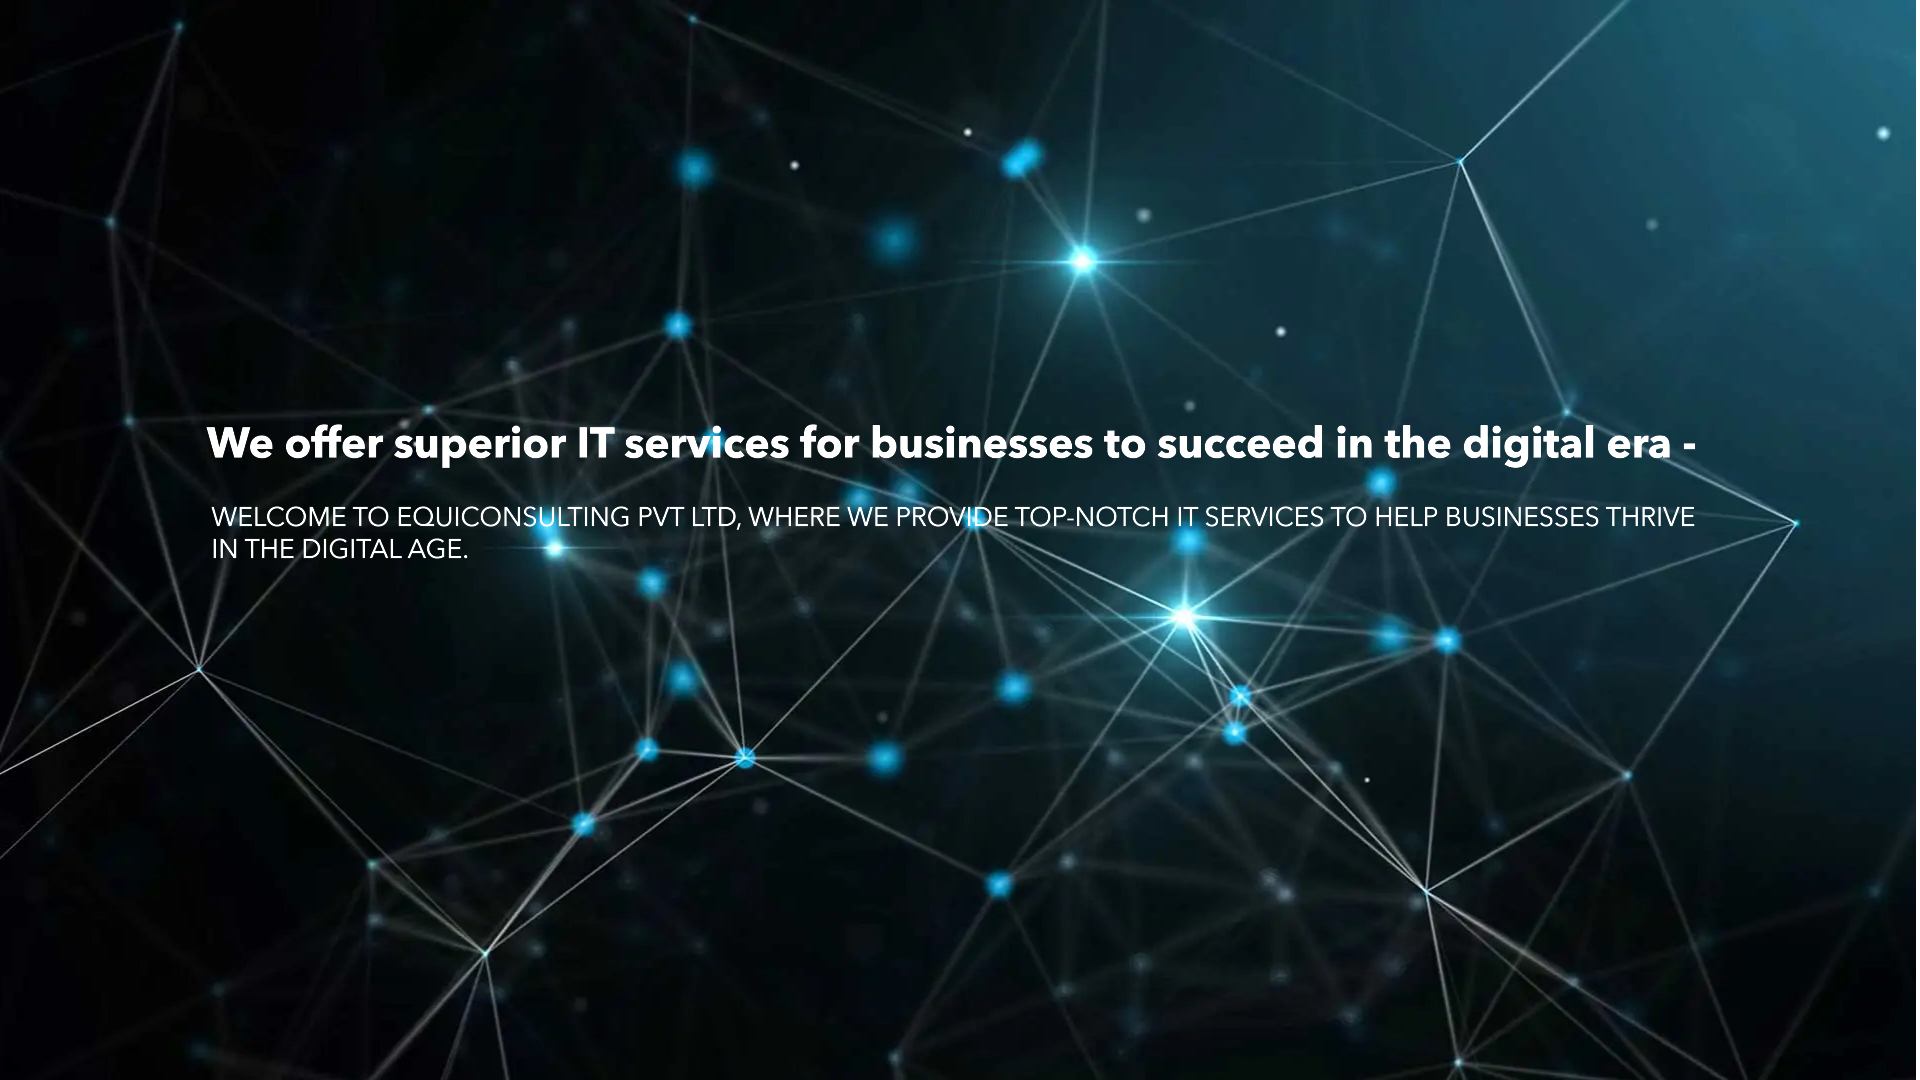 We offer superior IT services for businesses to succeed in the digital era -
WELCOME TO EQUICONSULTING PVT LTD, WHERE WE PROVIDE TOP-NOTCH IT SERVICES TO HELP BUSINESSES THRIVE
IN THE DIGITAL AGE.